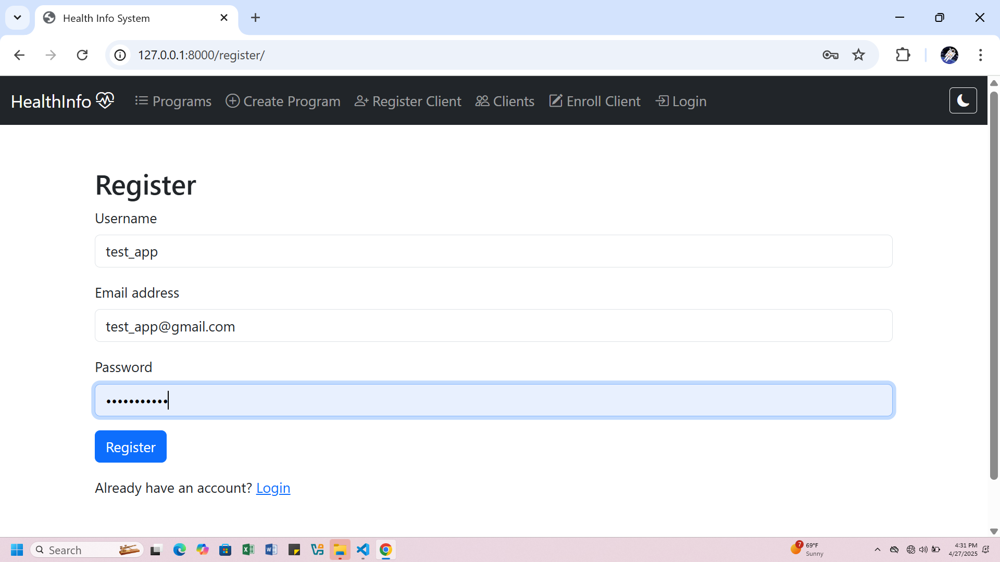 Health Info System
127.0.0.1:8000/register/
HealthInfo Programs Create Program Register Client Clients Enroll Client Login
Register
Username
test_app
Email address
test_app@gmail.com
Password
•••••••••••
Register
Already have an account? Login
Search
7
69°F
Sunny
4:31 PM
4/27/2025